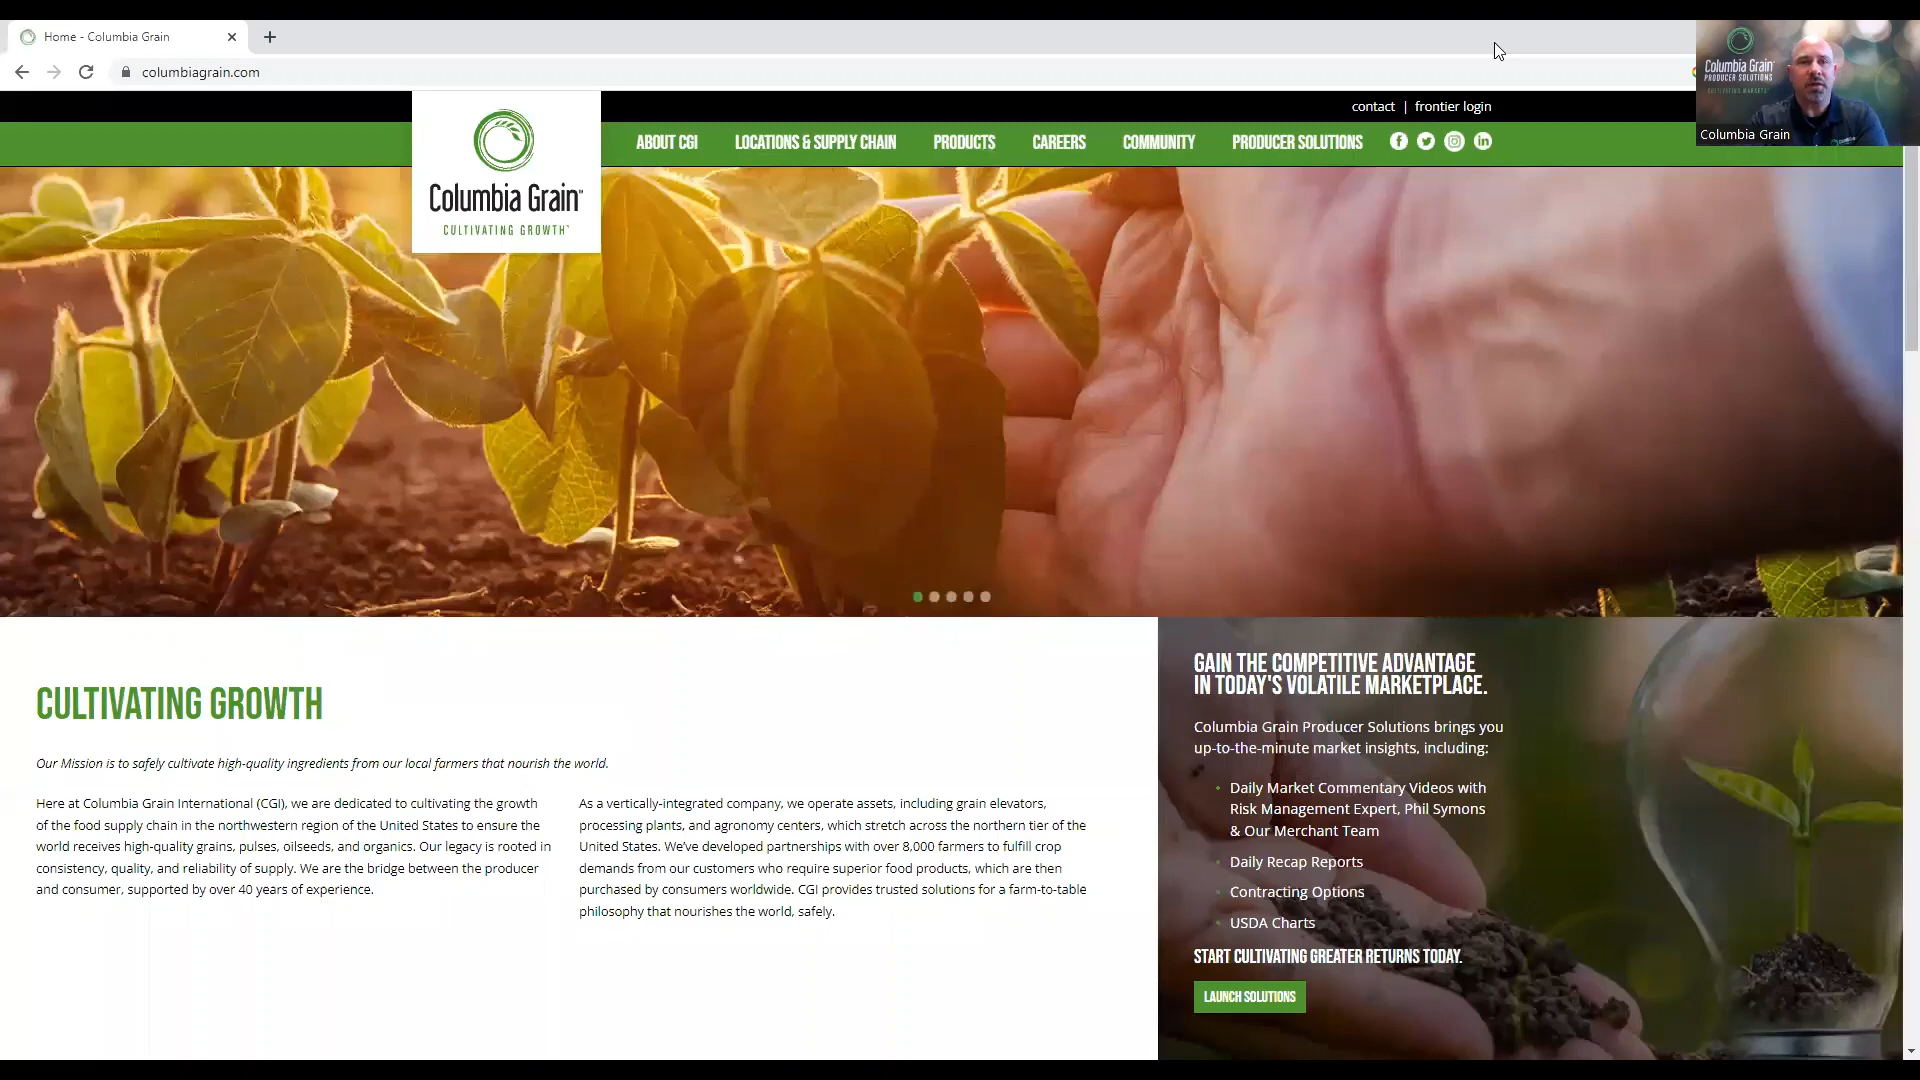 Home - Columbia Grain
columbiagrain.com
contact | frontier login
ABOUT CGI
LOCATIONS & SUPPLY CHAIN
PRODUCTS
CAREERS
COMMUNITY
PRODUCER SOLUTIONS
Columbia Grain™
CULTIVATING GROWTH™
Columbia Grain
PRODUCER SOLUTIONS
Columbia Grain
CULTIVATING GROWTH
Our Mission is to safely cultivate high-quality ingredients from our local farmers that nourish the world.
Here at Columbia Grain International (CGI), we are dedicated to cultivating the growth
of the food supply chain in the northwestern region of the United States to ensure the
world receives high-quality grains, pulses, oilseeds, and organics. Our legacy is rooted in
consistency, quality, and reliability of supply. We are the bridge between the producer
and consumer, supported by over 40 years of experience.
As a vertically-integrated company, we operate assets, including grain elevators,
processing plants, and agronomy centers, which stretch across the northern tier of the
United States. We've developed partnerships with over 8,000 farmers to fulfill crop
demands from our customers who require superior food products, which are then
purchased by consumers worldwide. CGI provides trusted solutions for a farm-to-table
philosophy that nourishes the world, safely.
GAIN THE COMPETITIVE ADVANTAGE
IN TODAY'S VOLATILE MARKETPLACE.
Columbia Grain Producer Solutions brings you
up-to-the-minute market insights, including:
Daily Market Commentary Videos with
Risk Management Expert, Phil Symons
& Our Merchant Team
Daily Recap Reports
Contracting Options
USDA Charts
START CULTIVATING GREATER RETURNS TODAY.
LAUNCH SOLUTIONS